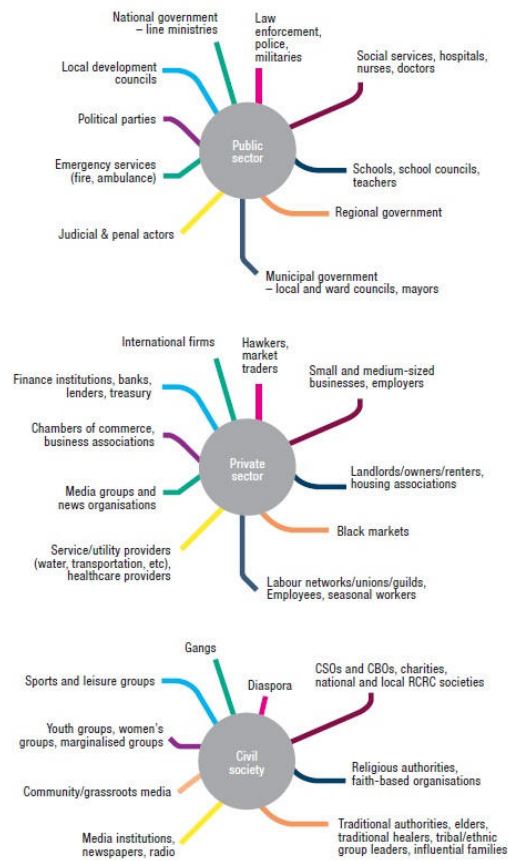 National government
– line ministries
Law
enforcement,
police,
militaries
Social services, hospitals,
nurses, doctors
Local development
councils
Political parties
Public
sector
Emergency services
(fire, ambulance)
Schools, school councils,
teachers
Regional government
Judicial & penal actors
Municipal government
– local and ward councils, mayors
International firms
Hawkers,
market
traders
Small and medium-sized
businesses, employers
Finance institutions, banks,
lenders, treasury
Chambers of commerce,
business associations
Private
sector
Landlords/owners/renters,
housing associations
Media groups and
news organisations
Black markets
Service/utility providers
(water, transportation, etc),
healthcare providers
Labour networks/unions/guilds,
Employees, seasonal workers
Gangs
CSOs and CBOs, charities,
national and local RCRC societies
Sports and leisure groups
Diaspora
Youth groups, women's
groups, marginalised groups
Civil
society
Religious authorities,
faith-based organisations
Community/grassroots media
Media institutions,
newspapers, radio
Traditional authorities, elders,
traditional healers, tribal/ethnic
group leaders, influential families